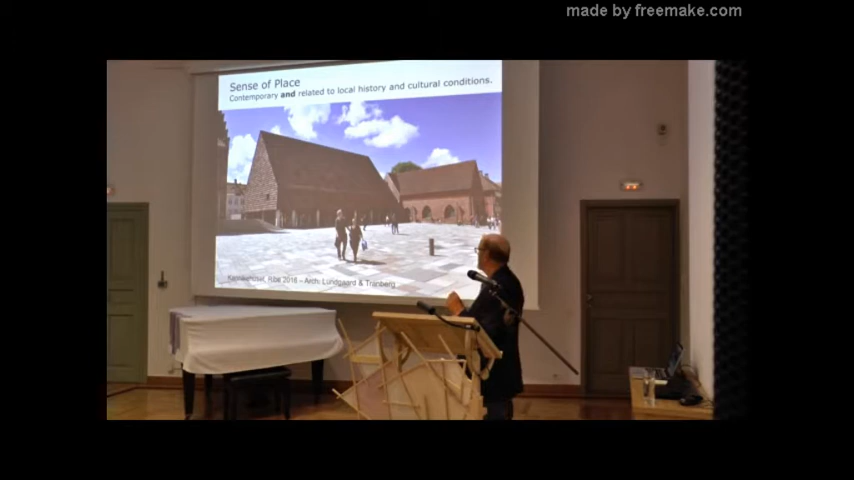 made by freemake.com
Sense of Place
Contemporary and related to local history and cultural conditions.
Kannikehuset, Ribe 2016 – Arch: Lundgaard & Tranberg